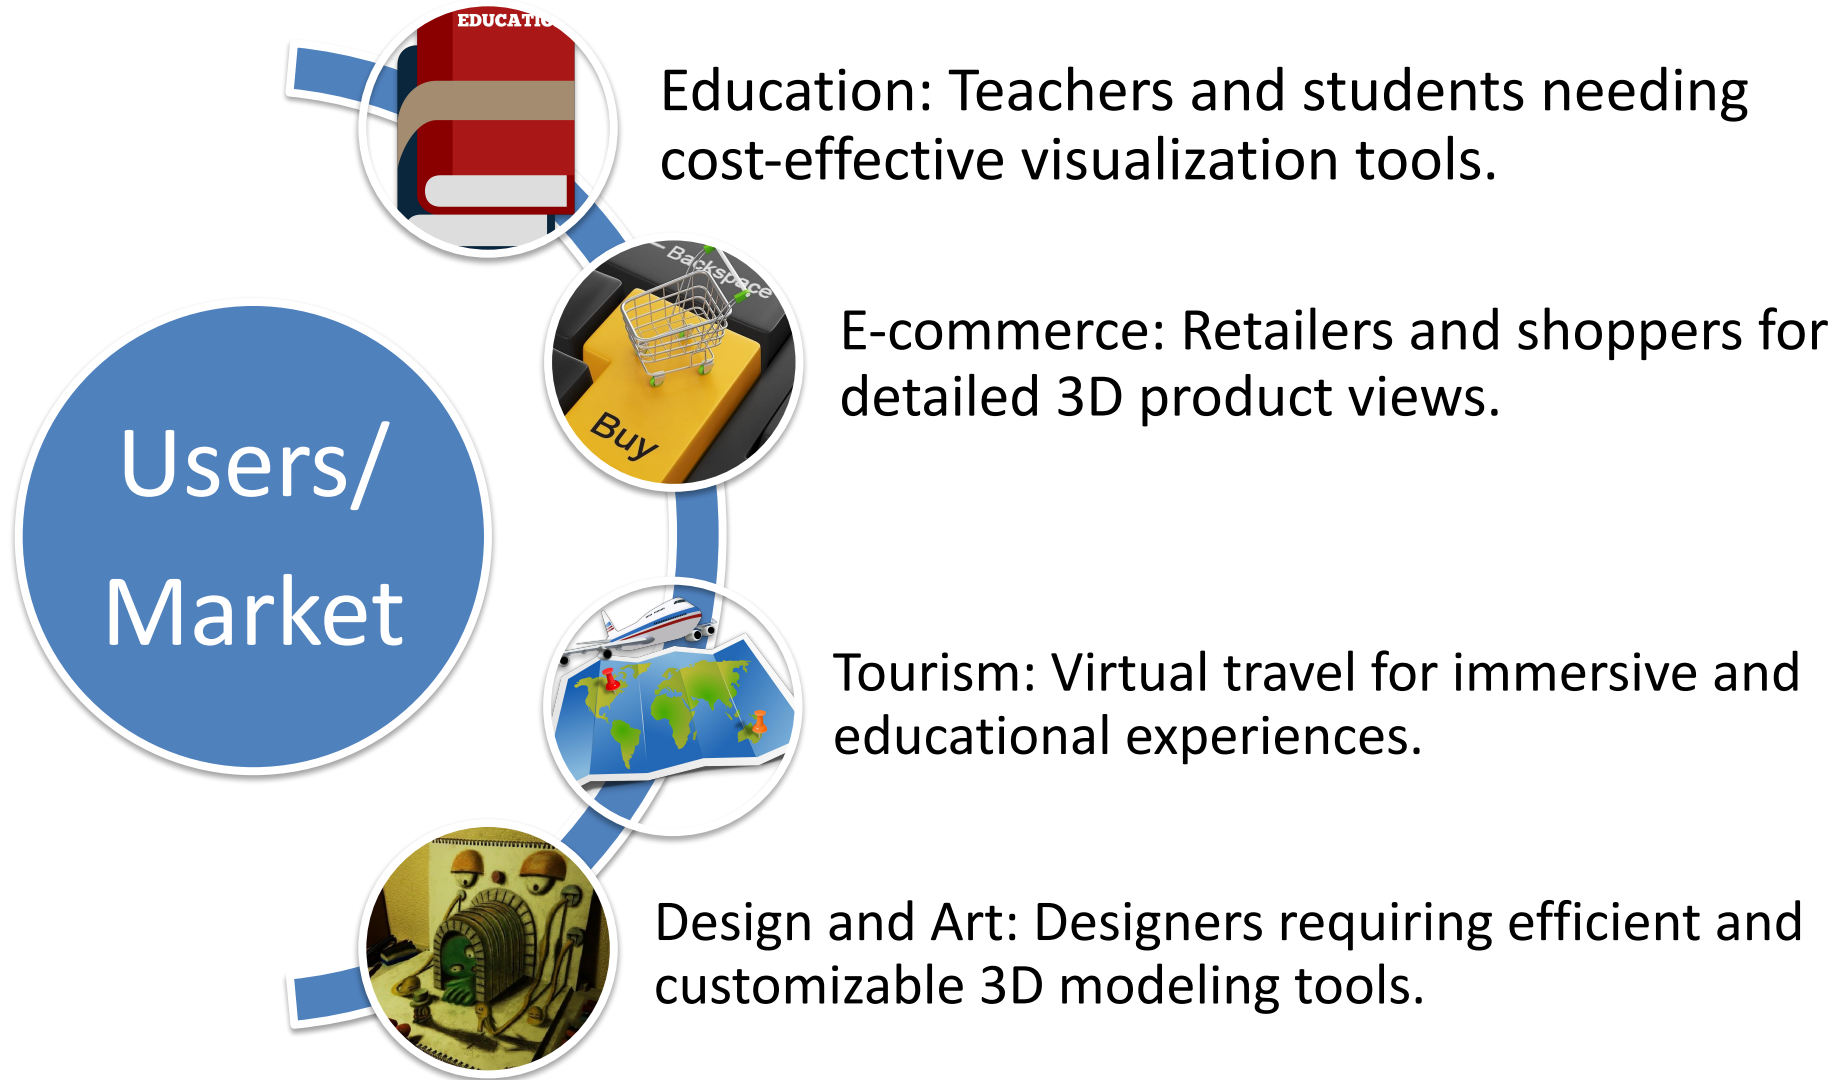 Users/
Market
EDUCATIO
Education: Teachers and students needing
cost-effective visualization tools.
Backspace
Buy
E-commerce: Retailers and shoppers for
detailed 3D product views.
Tourism: Virtual travel for immersive and
educational experiences.
Design and Art: Designers requiring efficient and
customizable 3D modeling tools.